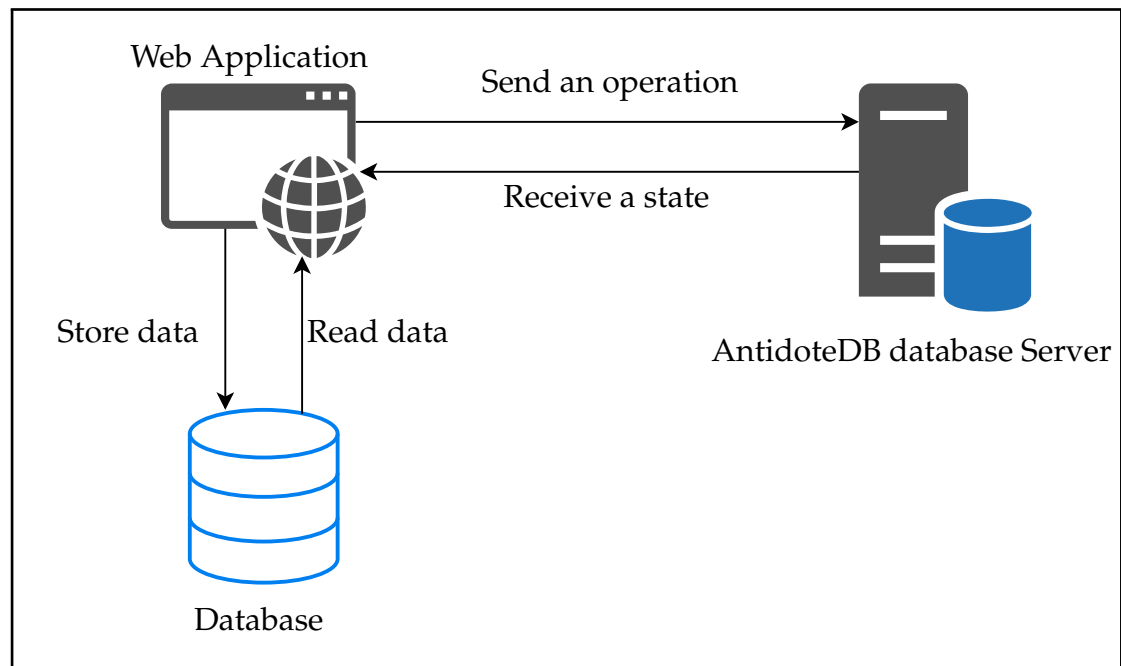 Web Application
Send an operation
Receive a state
Store data
Read data
AntidoteDB database Server
Database